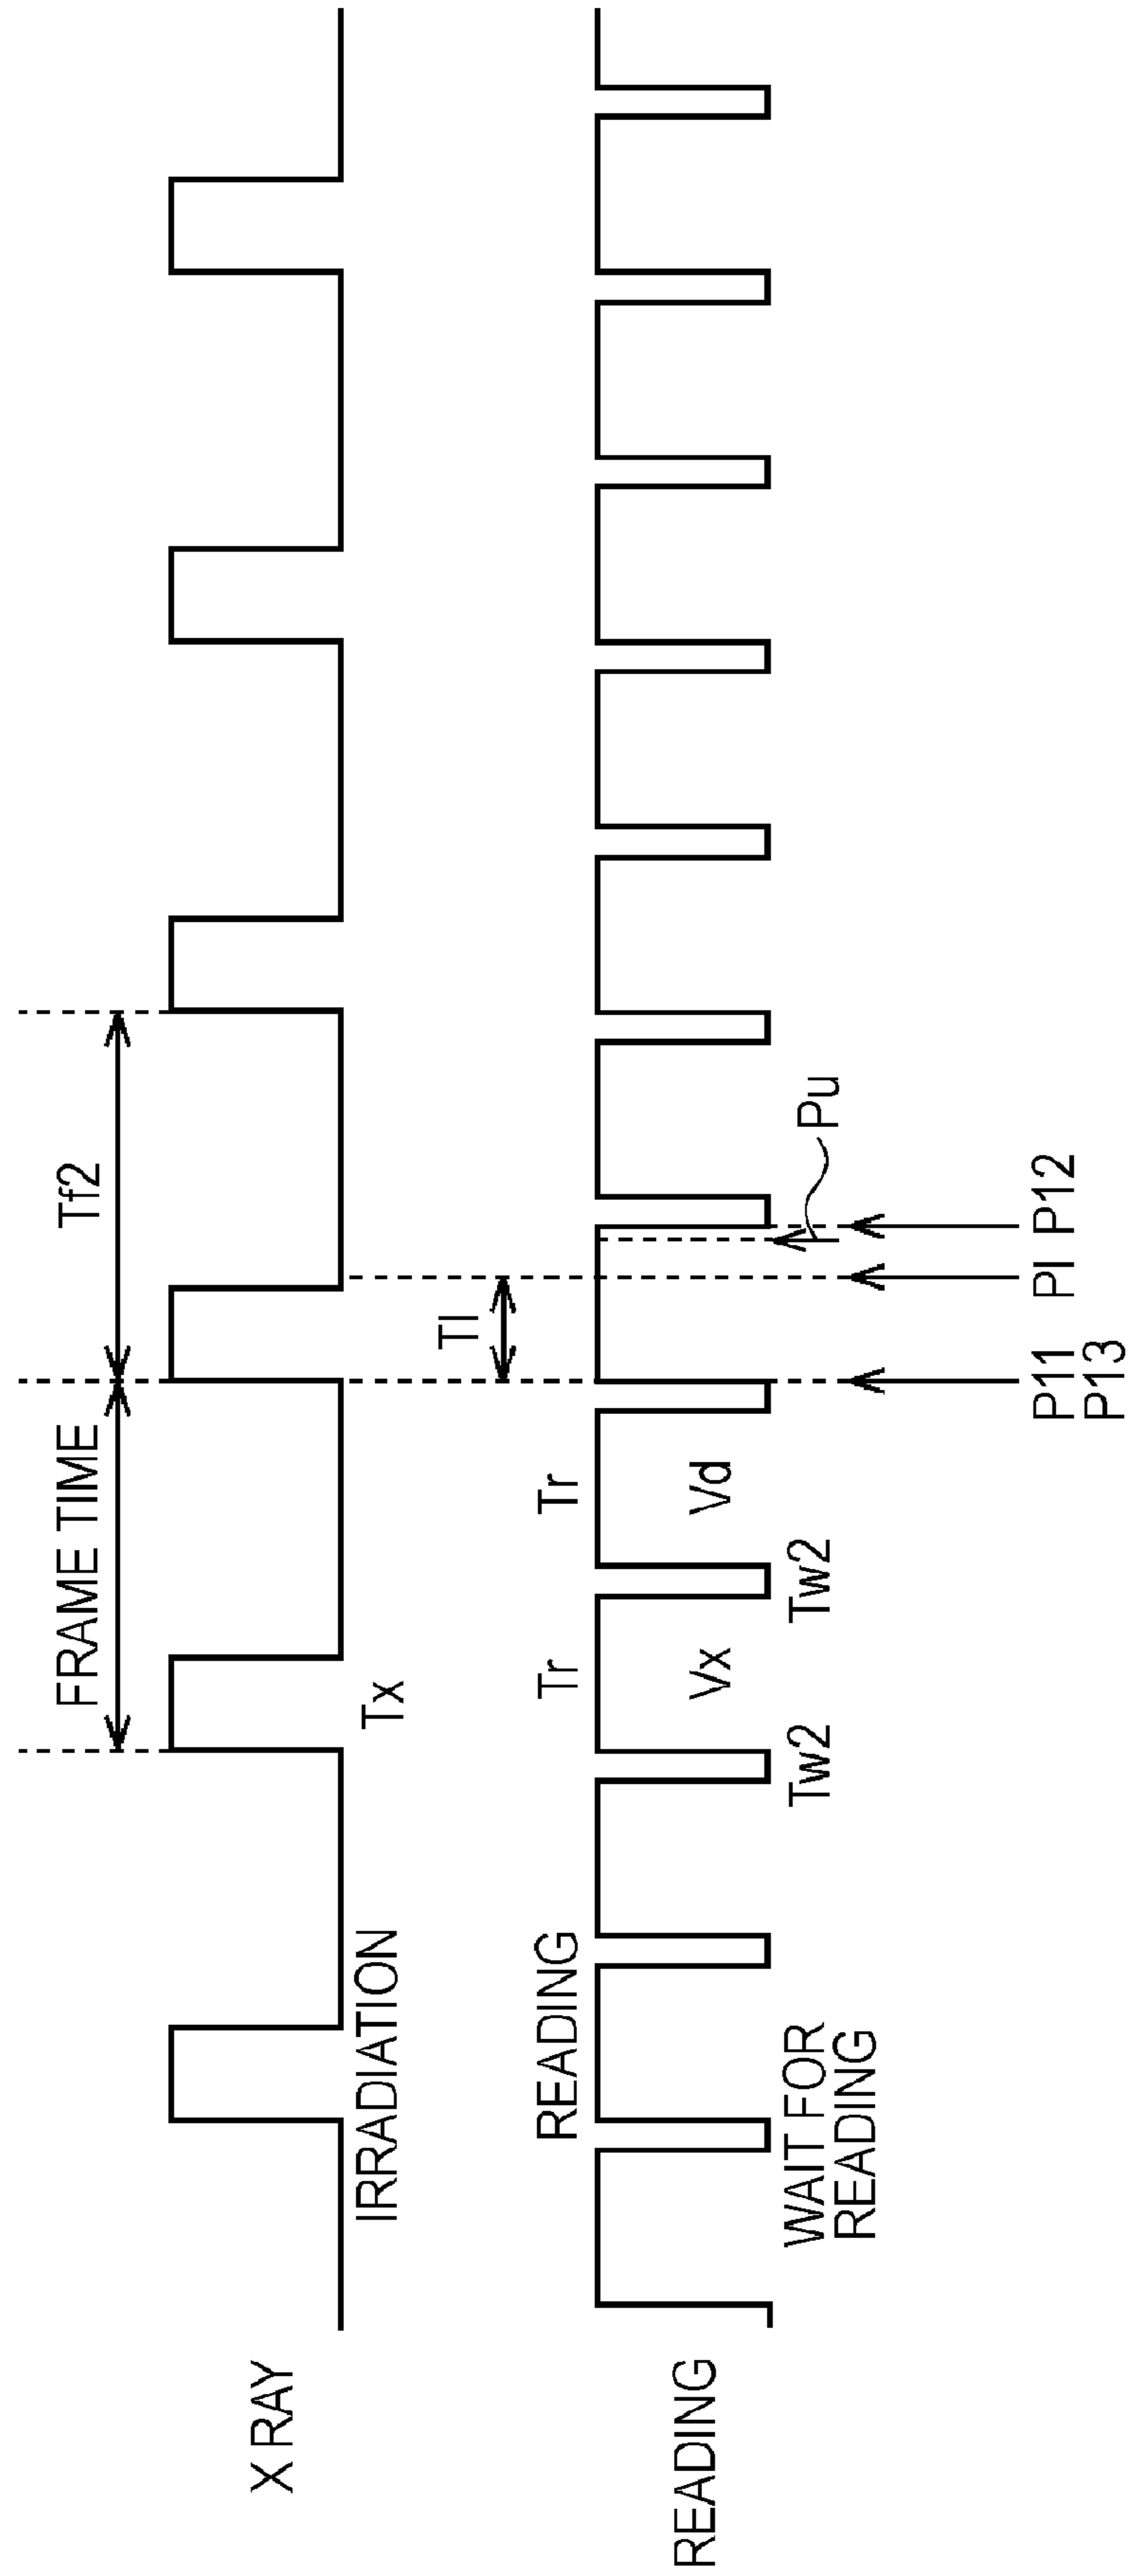 FRAME TIME
Tf2
X RAY
IRRADIATION
Tx
Tl
READING
Tr
Tr
READING
Vx
Vd
WAIT FOR
READING
Tw2
Tw2
Pu
P11
P13
Pl
P12